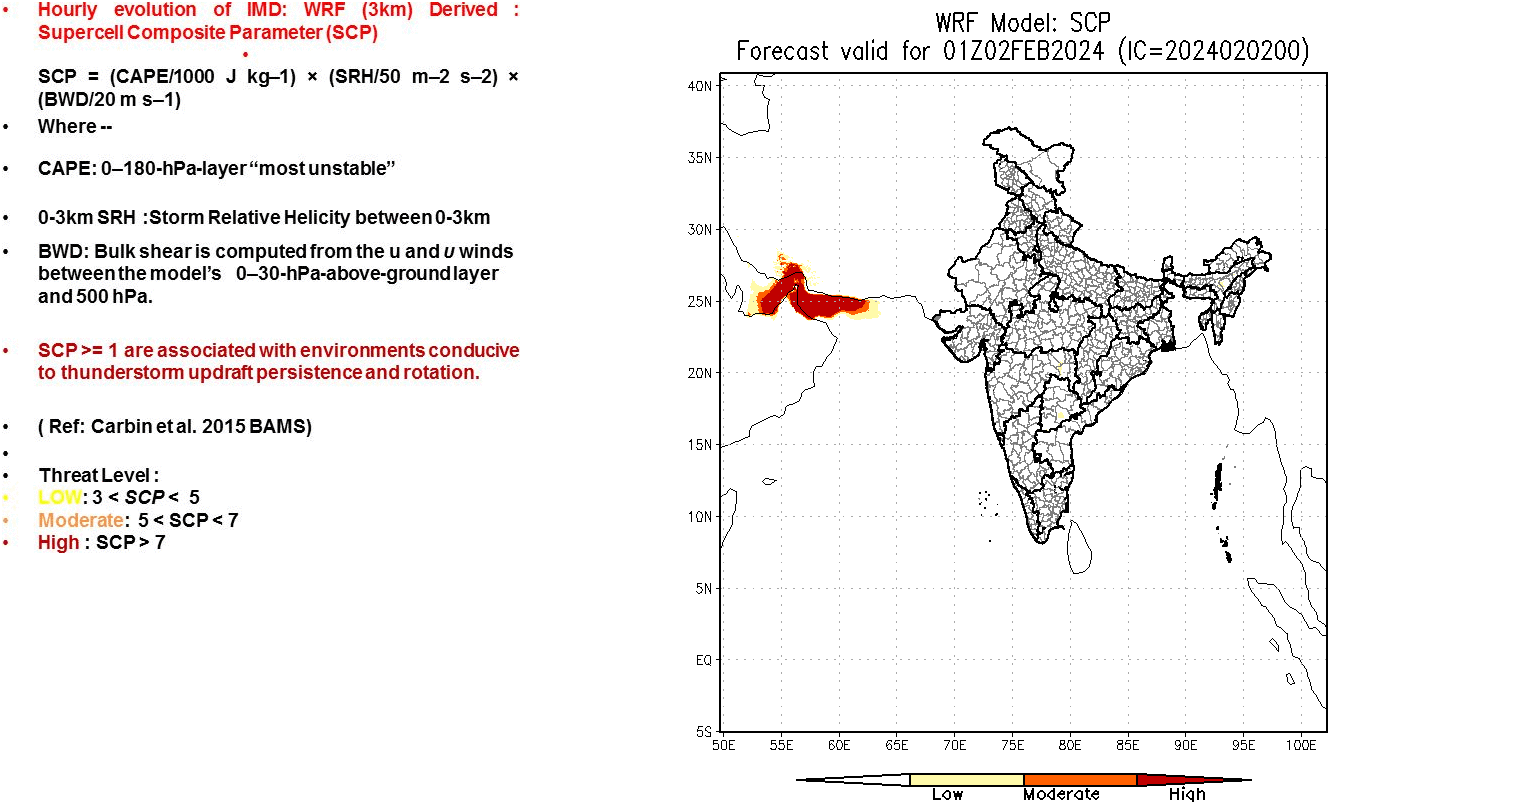 • Hourly evolution of IMD: WRF (3km) Derived :
Supercell Composite Parameter (SCP)
•
SCP = (CAPE/1000 J kg–1) × (SRH/50 m–2 s–2) ×
(BWD/20 m s–1)
• Where --
• CAPE: 0–180-hPa-layer “most unstable”
• 0-3km SRH :Storm Relative Helicity between 0-3km
• BWD: Bulk shear is computed from the u and υ winds
between the model’s 0–30-hPa-above-ground layer
and 500 hPa.
• SCP >= 1 are associated with environments conducive
to thunderstorm updraft persistence and rotation.
• ( Ref: Carbin et al. 2015 BAMS)
•
• Threat Level :
• LOW: 3 < SCP < 5
• Moderate: 5 < SCP < 7
• High : SCP > 7
WRF Model: SCP
Forecast valid for 01Z02FEB2024 (IC=2024020200)
40N
35N
30N
25N
20N
15N
10N
5N
EQ
5S
50E 55E 60E 65E 70E 75E 80E 85E 90E 95E 100E
Low Moderate High